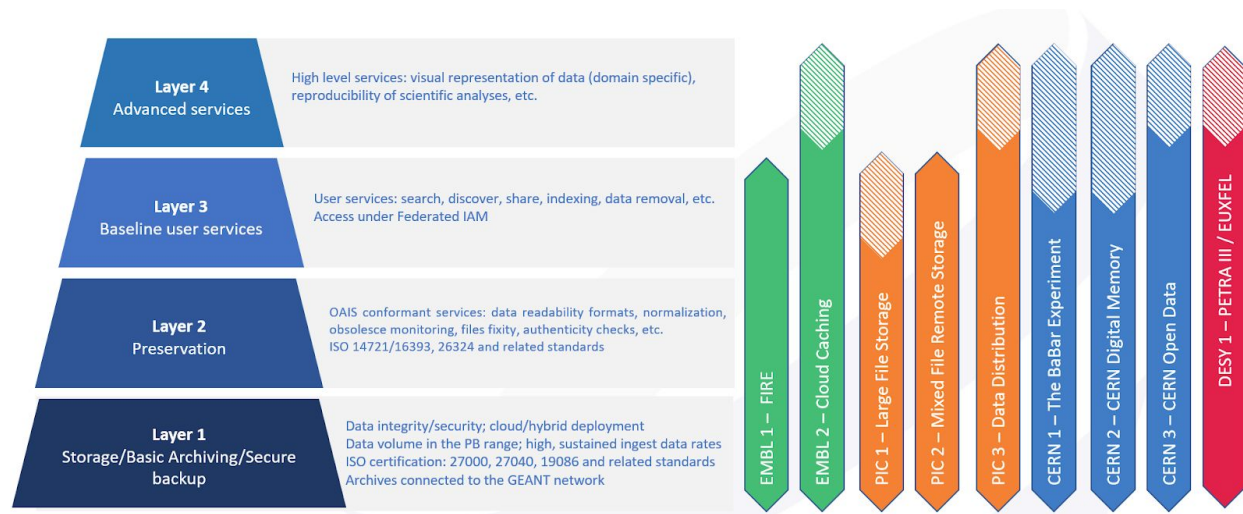 Layer 4
Advanced services
High level services: visual representation of data (domain specific),
reproducibility of scientific analyses, etc.
Layer 3
Baseline user services
User services: search, discover, share, indexing, data removal, etc.
Access under Federated IAM
Layer 2
Preservation
OAIS conformant services: data readability formats, normalization,
obsolesce monitoring, files fixity, authenticity checks, etc.
ISO 14721/16393, 26324 and related standards
Layer 1
Storage/Basic Archiving/Secure
backup
Data integrity/security; cloud/hybrid deployment
Data volume in the PB range; high, sustained ingest data rates
ISO certification: 27000, 27040, 19086 and related standards
Archives connected to the GEANT network
EMBL 1 – FIRE
EMBL 2 – Cloud Caching
PIC 1 – Large File Storage
PIC 2 – Mixed File Remote Storage
PIC 3 – Data Distribution
CERN 1 – The BaBar Experiment
CERN 2 – CERN Digital Memory
CERN 3 – CERN Open Data
DESY 1 – PETRA III / EUXFEL